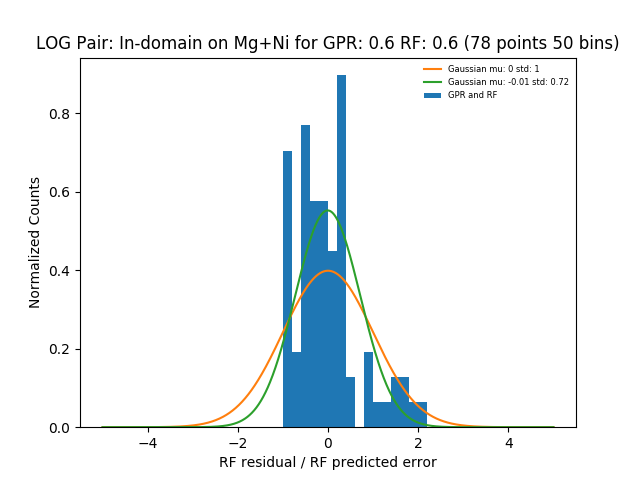 LOG Pair: In-domain on Mg+Ni for GPR: 0.6 RF: 0.6 (78 points 50 bins)
Gaussian mu: 0 std: 1
Gaussian mu: -0.01 std: 0.72
GPR and RF
Normalized Counts
0.8
0.6
0.4
0.2
0.0
−4 −2 0 2 4
RF residual / RF predicted error